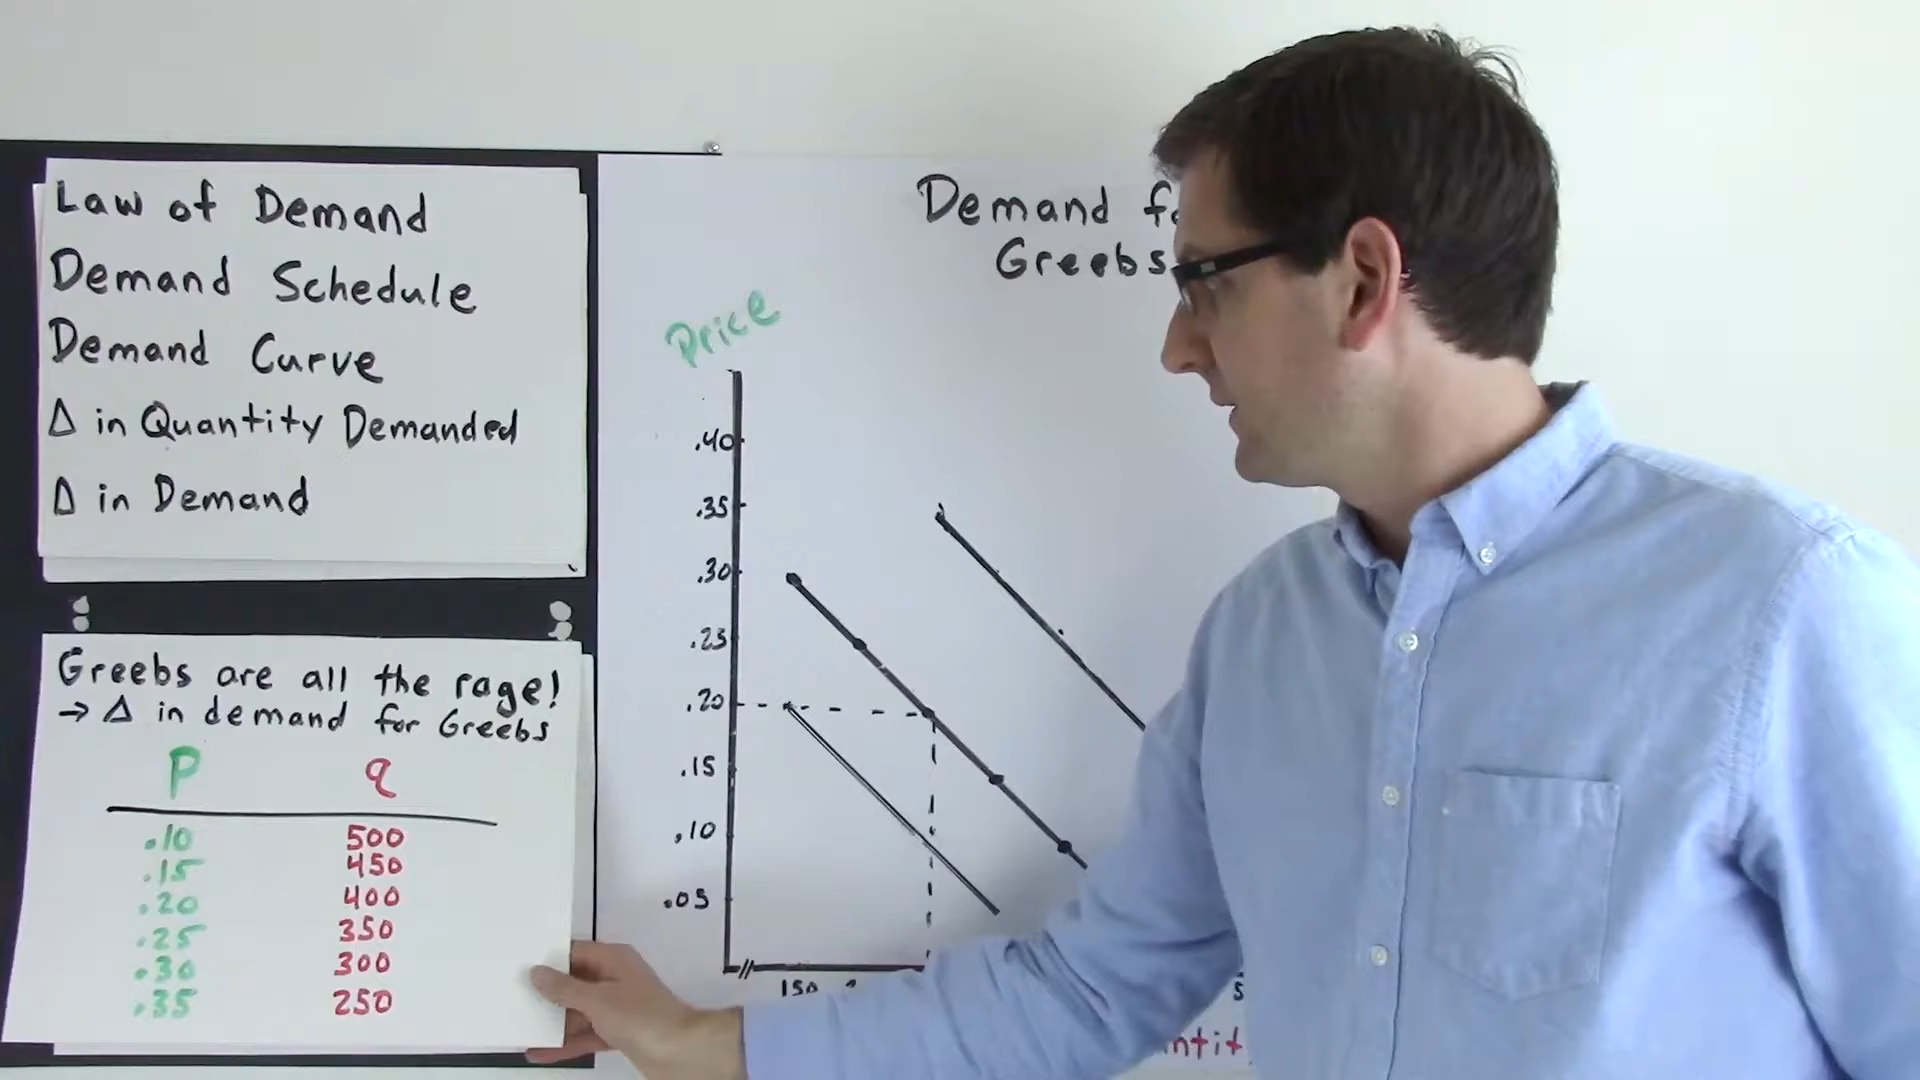 Law of Demand
Demand Schedule
Demand Curve
Δ in Quantity Demanded
Δ in Demand
Greebs are all the rage!
→ Δ in demand for Greebs
P q
.10 500
.15 450
.20 400
.25 350
.30 300
.35 250
Demand
Greebs
Price
.40
.35
.30
.25
.20
.15
.10
.05
150